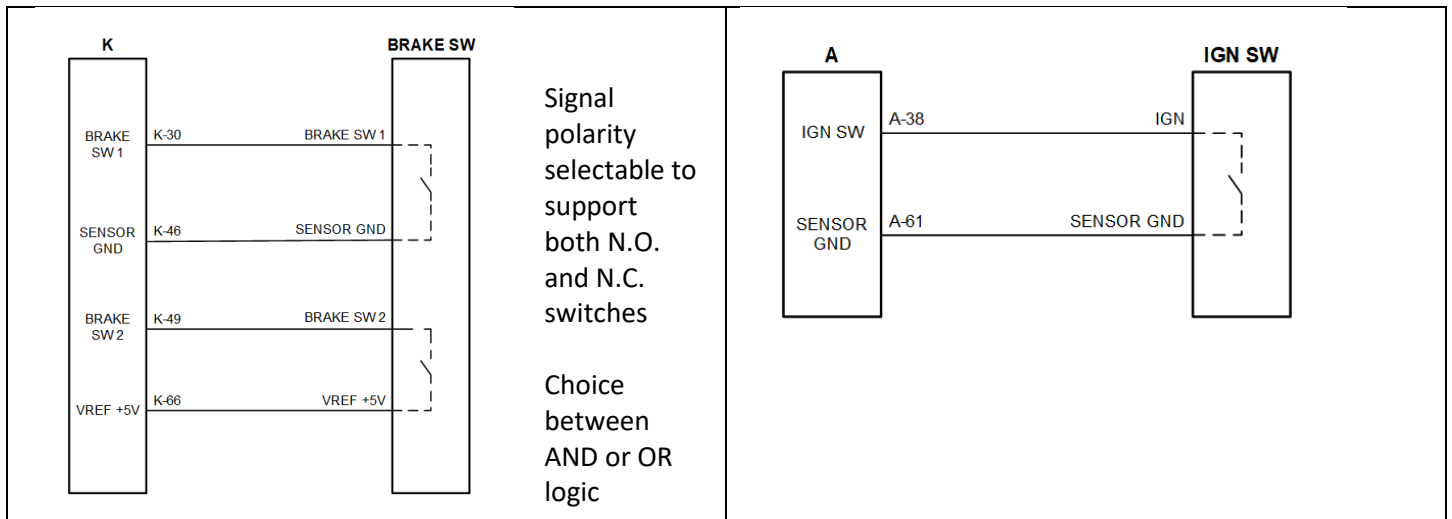 K
BRAKE SW
BRAKE
SW 1
K-30
BRAKE SW 1
SENSOR
GND
K-46
SENSOR GND
BRAKE
SW 2
K-49
BRAKE SW 2
VREF +5V
K-66
VREF +5V
Signal
polarity
selectable to
support
both N.O.
and N.C.
switches
Choice
between
AND or OR
logic
A
IGN SW
IGN SW
A-38
IGN
SENSOR
GND
A-61
SENSOR GND